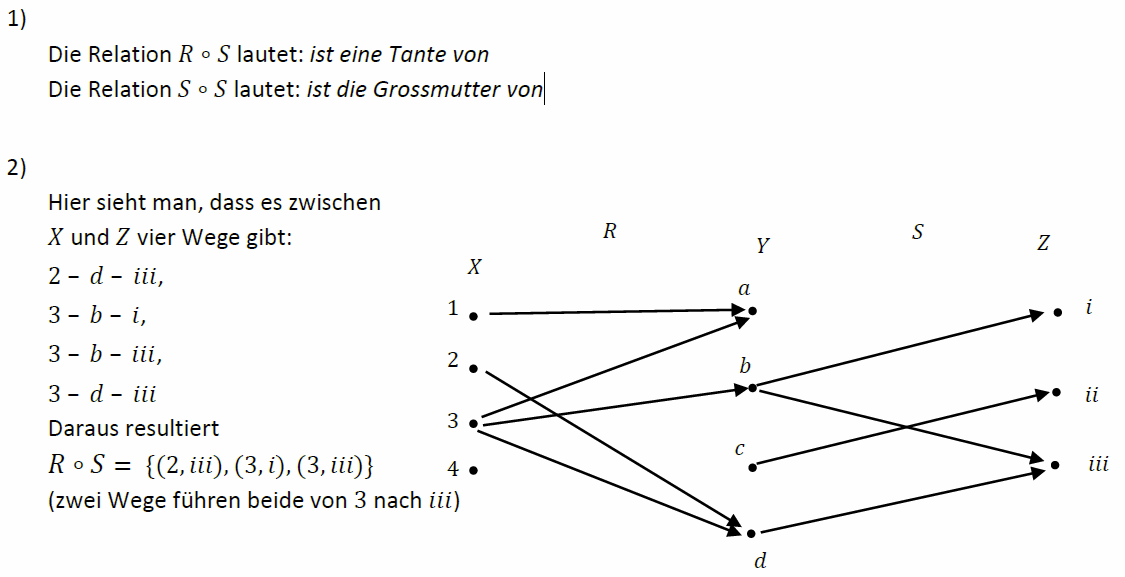 1)
Die Relation R ∘ S lautet: ist eine Tante von
Die Relation S ∘ S lautet: ist die Grossmutter von
2)
Hier sieht man, dass es zwischen
X und Z vier Wege gibt:
2 – d – iii,
3 – b – i,
3 – b – iii,
3 – d – iii
Daraus resultiert
R ∘ S = {(2, iii), (3, i), (3, iii)}
(zwei Wege führen beide von 3 nach iii)
R
S
X
Y
Z
1
2
3
4
a
b
c
d
i
ii
iii